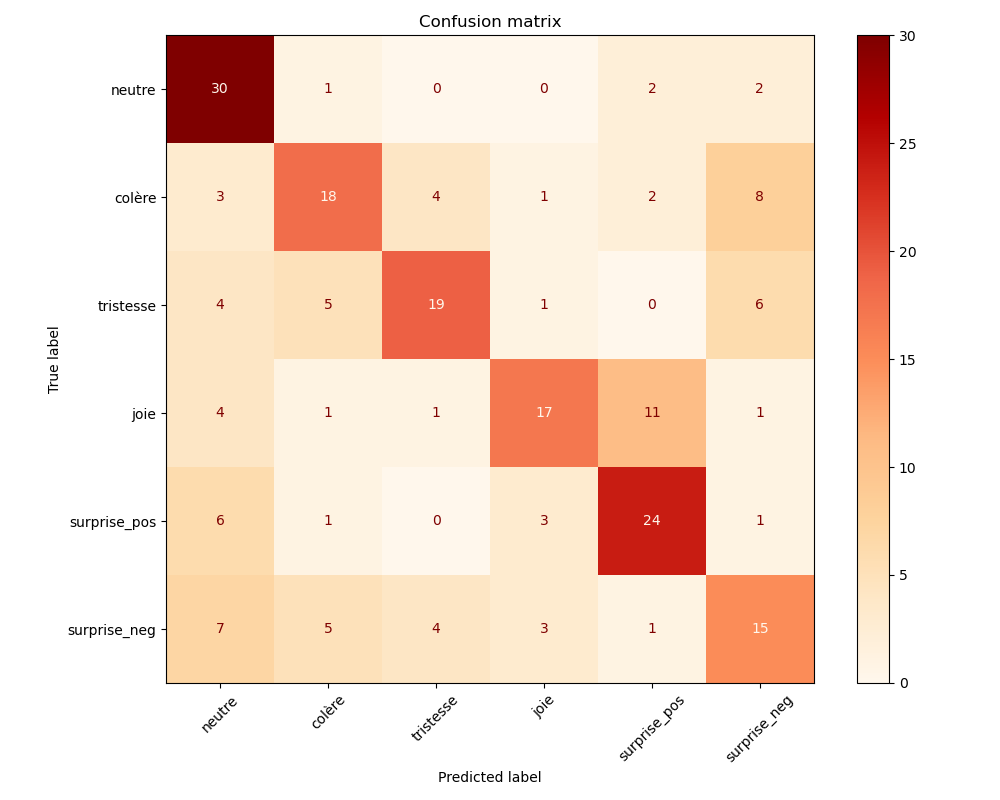 Confusion matrix
neutre 30 1 0 0 2 2
colère 3 18 4 1 2 8
tristesse 4 5 19 1 0 6
joie 4 1 1 17 11 1
surprise_pos 6 1 0 3 24 1
surprise_neg 7 5 4 3 1 15
neutre colère tristesse joie surprise_pos surprise_neg
True label
Predicted label
30
25
20
15
10
5
0